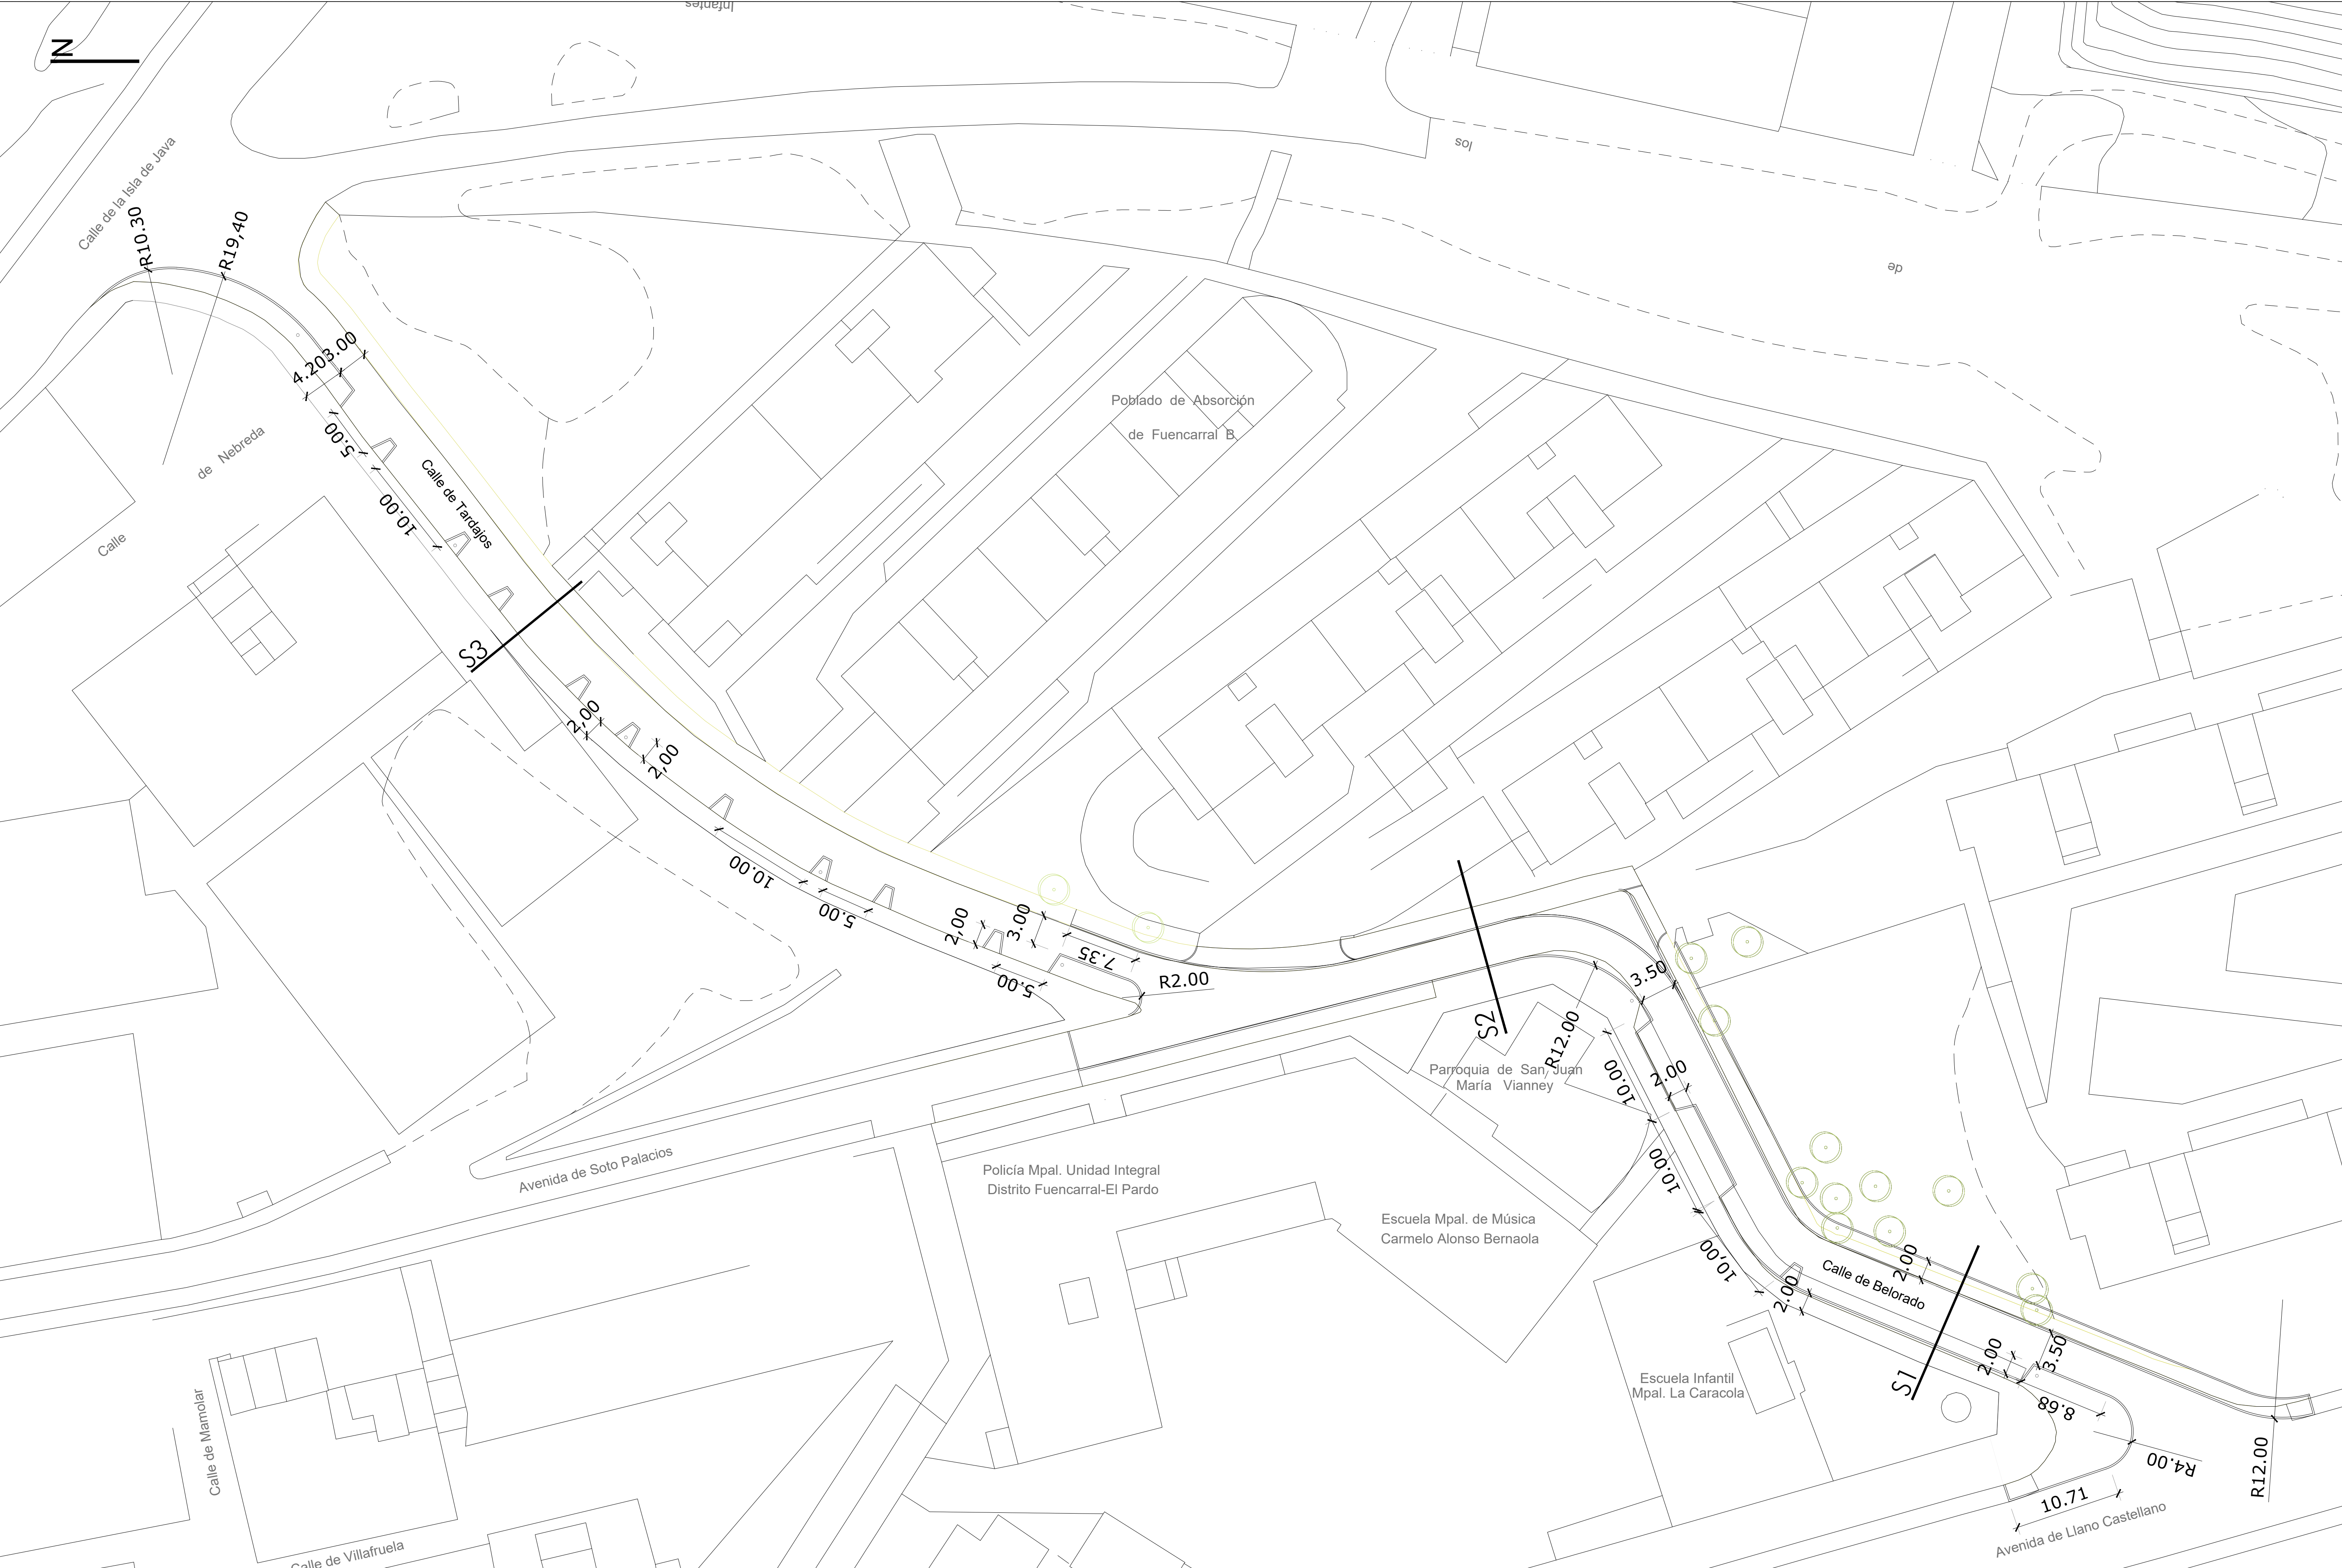 Infantes
N
Calle de la Isla de Java
R10.30
R19,40
los
de
4.20
3.00
Poblado de Absorción
de Fuencarral B
5.00
de Nebreda
Calle de Tardajos
10.00
Calle
S3
2,00
2,00
10.00
5.00
2,00
3.00
7.35
5.00
R2.00
3.50
S2
R12.00
Parroquia de San Juan
María Vianney
10.00
2.00
Avenida de Soto Palacios
Policía Mpal. Unidad Integral
Distrito Fuencarral-El Pardo
10.00
Escuela Mpal. de Música
Carmelo Alonso Bernaola
10,00
2.00
2.00
Calle de Belorado
S1
2.00
3.50
Escuela Infantil
Mpal. La Caracola
8.68
R4.00
R12.00
10.71
Calle de Mamolar
Avenida de Llano Castellano
Calle de Villafruela